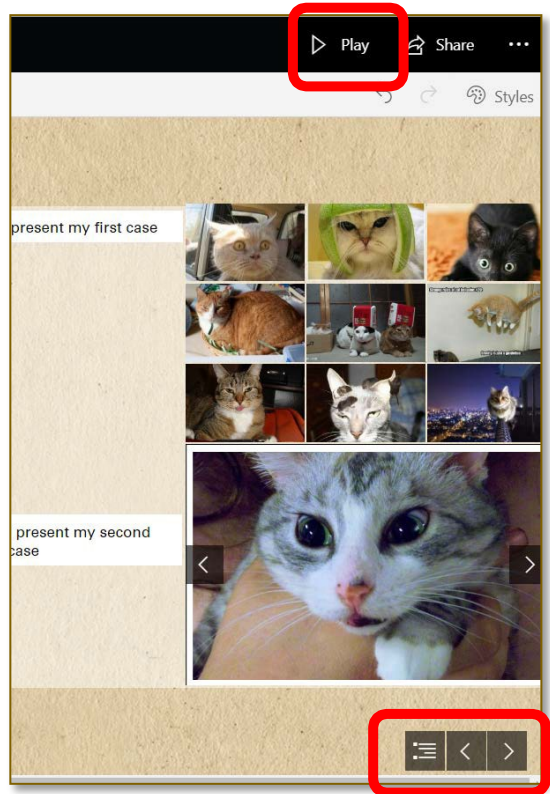 Play
Share
Styles
present my first case
present my second
case